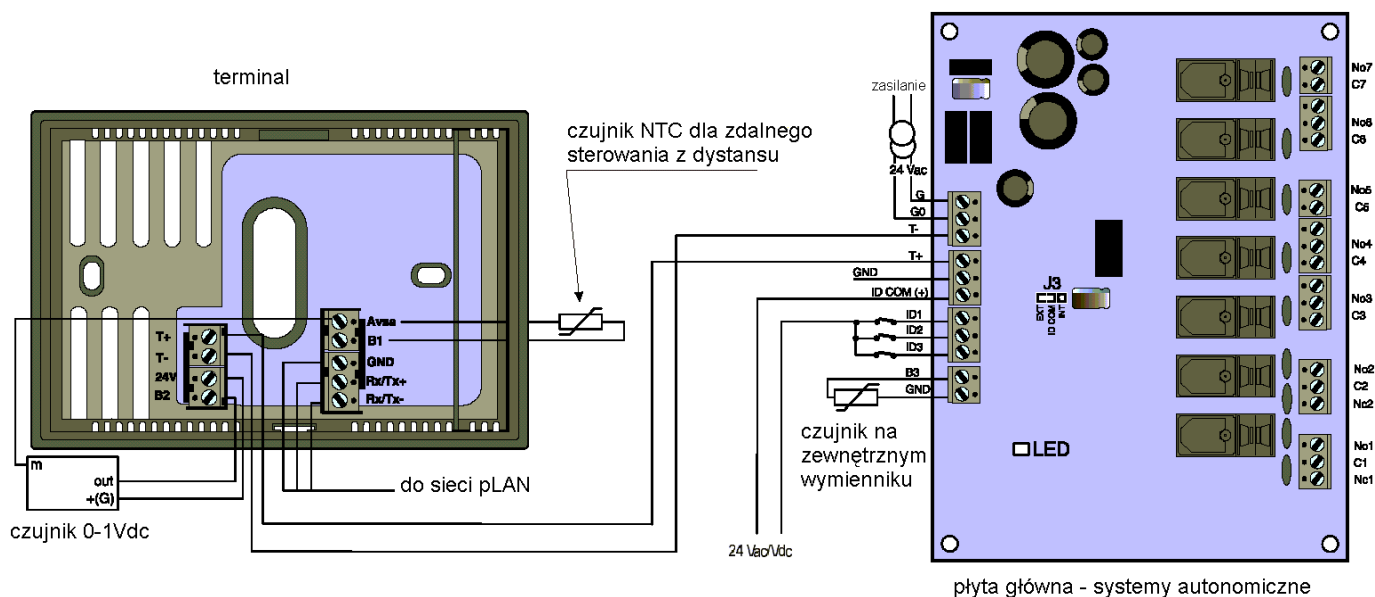 terminal
czujnik NTC dla zdalnego
sterowania z dystansu
T+
T-
24V
B2
Avss
B1
GND
Rx/Tx+
Rx/Tx-
m
out
+(G)
czujnik 0-1Vdc
do sieci pLAN
zasilanie
24 Vac
G
G0
T-
T+
GND
ID COM (+)
ID1
ID2
ID3
B3
GND
czujnik na
zewnętrznym
wymienniku
24 Vac/Vdc
J3
EXT
ID COM
INT
LED
No7
C7
No6
C6
No5
C5
No4
C4
No3
C3
No2
C2
Nc2
No1
C1
Nc1
płyta główna - systemy autonomiczne